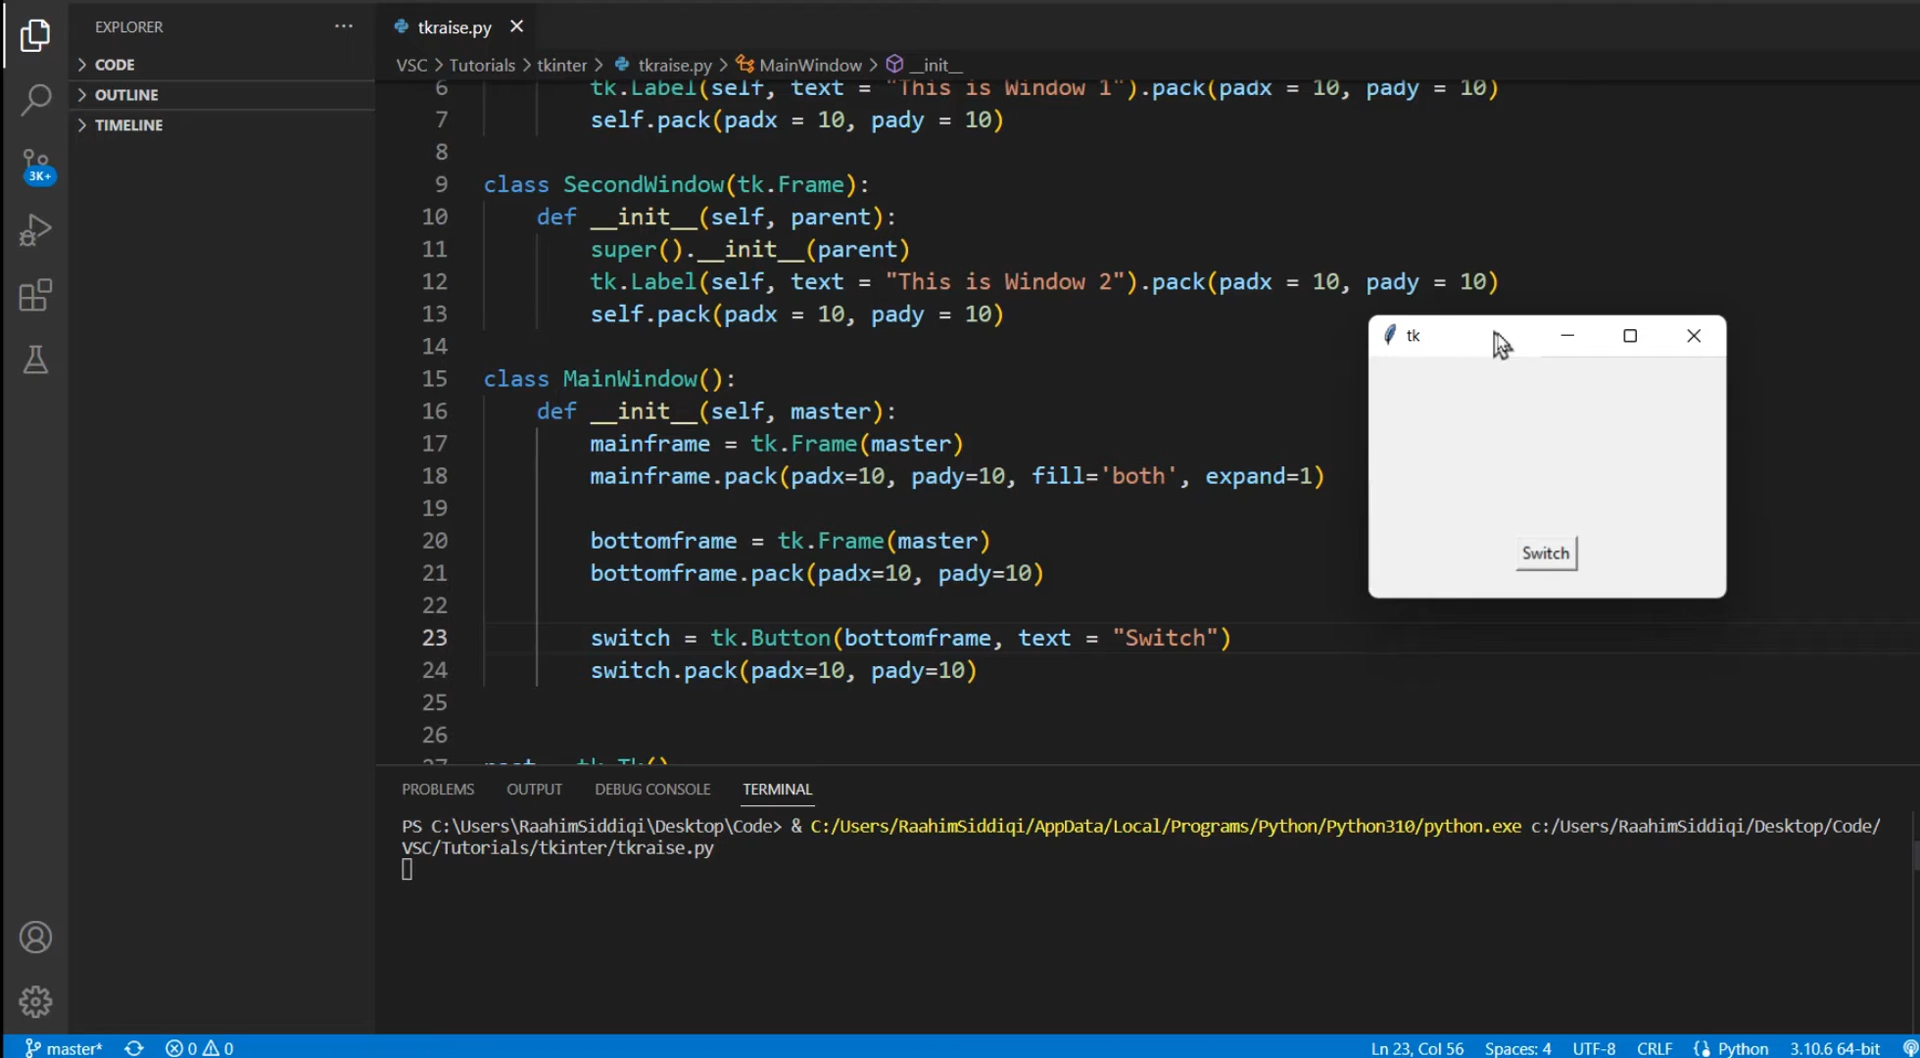 EXPLORER
···
CODE
OUTLINE
TIMELINE
3K+
tkraise.py
VSC > Tutorials > tkinter > tkraise.py > MainWindow > __init__
6 tk.Label(self, text = "This is Window 1").pack(padx = 10, pady = 10)
7 self.pack(padx = 10, pady = 10)
8
9 class SecondWindow(tk.Frame):
10 def __init__(self, parent):
11 super().__init__(parent)
12 tk.Label(self, text = "This is Window 2").pack(padx = 10, pady = 10)
13 self.pack(padx = 10, pady = 10)
14
15 class MainWindow():
16 def __init__(self, master):
17 mainframe = tk.Frame(master)
18 mainframe.pack(padx=10, pady=10, fill='both', expand=1)
19
20 bottomframe = tk.Frame(master)
21 bottomframe.pack(padx=10, pady=10)
22
23 switch = tk.Button(bottomframe, text = "Switch")
24 switch.pack(padx=10, pady=10)
25
26
tk
Switch
PROBLEMS OUTPUT DEBUG CONSOLE TERMINAL
PS C:\Users\RaahimSiddiqi\Desktop\Code> & C:/Users/RaahimSiddiqi/AppData/Local/Programs/Python/Python310/python.exe c:/Users/RaahimSiddiqi/Desktop/Code/
VSC/Tutorials/tkinter/tkraise.py
master* 0 0 Ln 23, Col 56 Spaces: 4 UTF-8 CRLF Python 3.10.6 64-bit